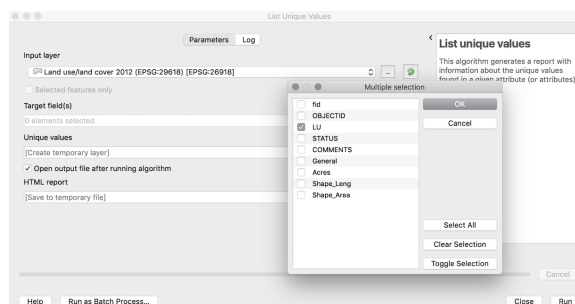 List Unique Values
Parameters Log
Input layer
Land use/land cover 2012 (EPSG:29618) [EPSG:26918]
Selected features only
Target field(s)
0 elements selected
Unique values
[Create temporary layer]
Open output file after running algorithm
HTML report
[Save to temporary file]
Multiple selection
fid
OBJECTID
LU
STATUS
COMMENTS
General
Acres
Shape_Leng
Shape_Area
OK
Cancel
Select All
Clear Selection
Toggle Selection
List unique values
This algorithm generates a report with
information about the unique values
found in a given attribute (or attributes)
Cancel
Help Run as Batch Process... Close Run